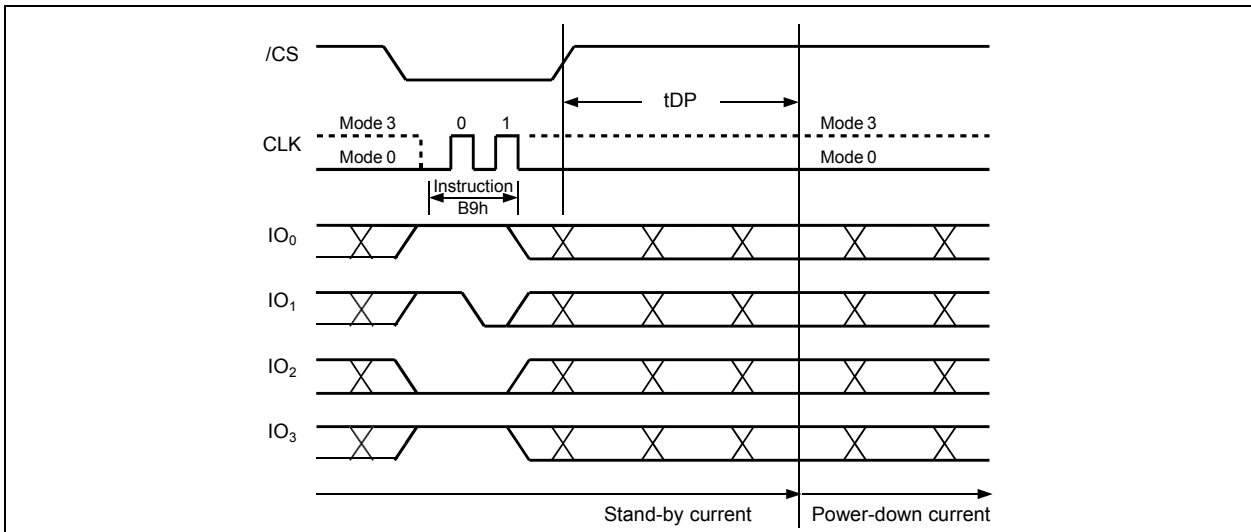 /CS
tDP
Mode 3 0 1 Mode 3
CLK
Mode 0 Mode 0
Instruction
B9h
IO₀
IO₁
IO₂
IO₃
Stand-by current Power-down current